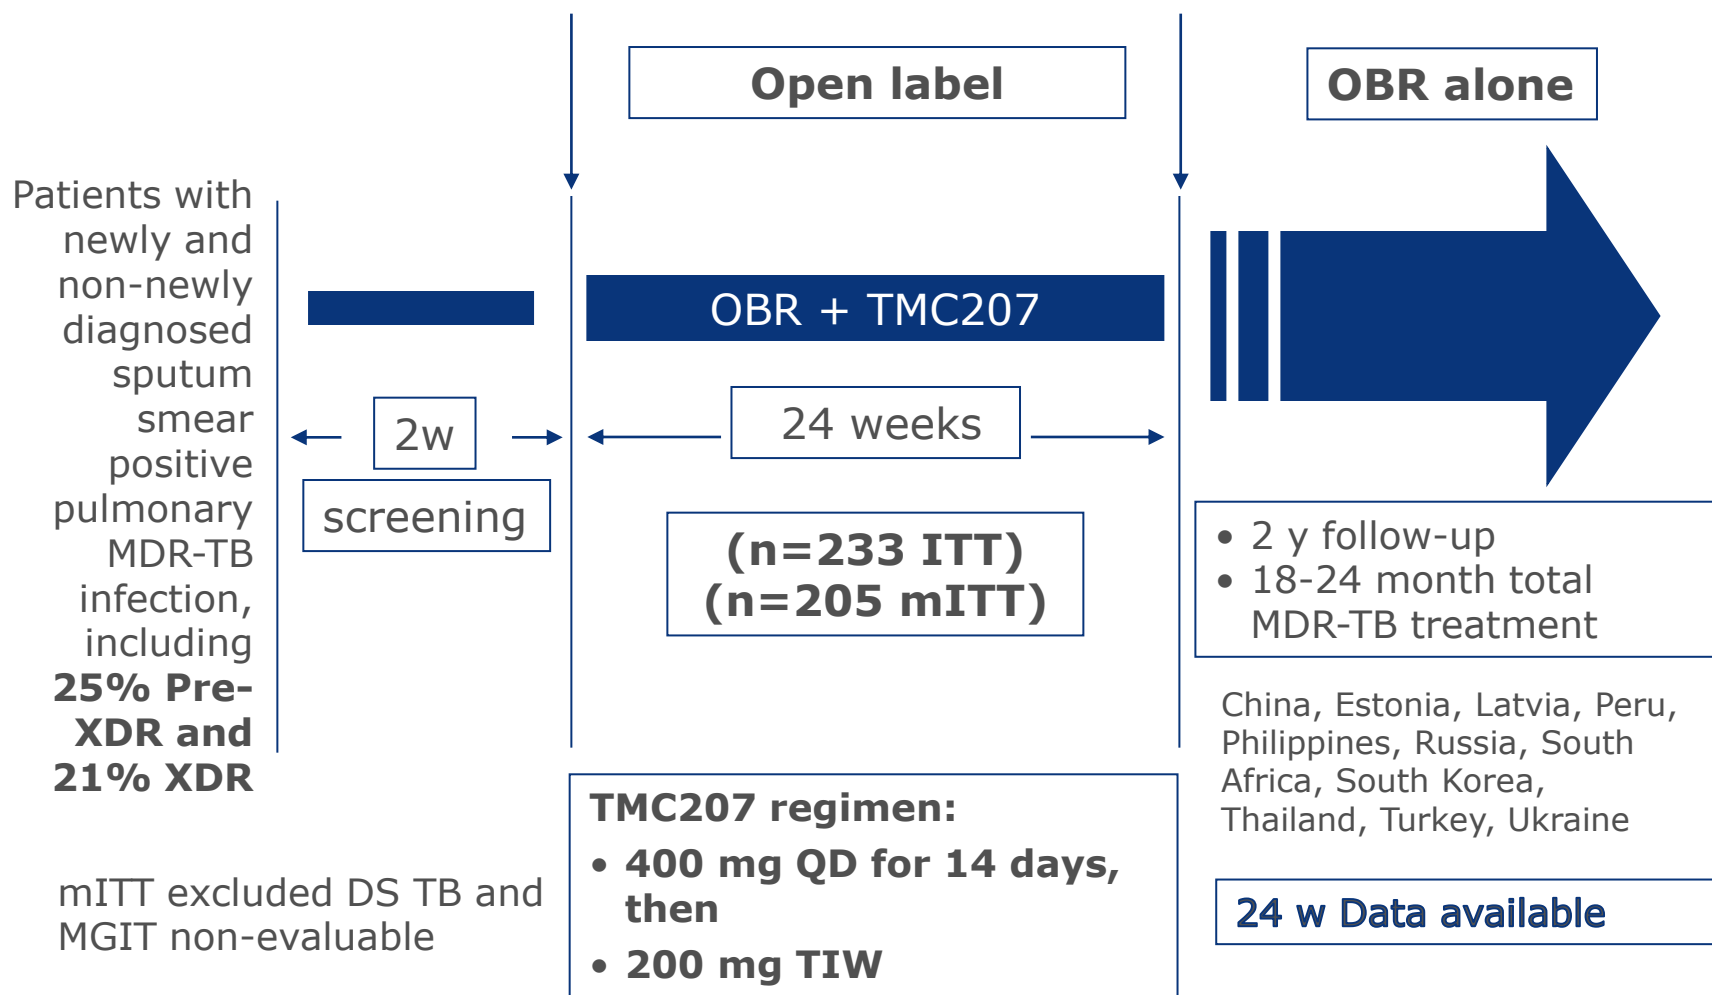 Open label
OBR alone
Patients with
newly and
non-newly
diagnosed
sputum
smear
positive
pulmonary
MDR-TB
infection,
including
25% Pre-
XDR and
21% XDR
OBR + TMC207
2w
screening
24 weeks
(n=233 ITT)
(n=205 mITT)
• 2 y follow-up
• 18-24 month total
MDR-TB treatment
China, Estonia, Latvia, Peru,
Philippines, Russia, South
Africa, South Korea,
Thailand, Turkey, Ukraine
TMC207 regimen:
• 400 mg QD for 14 days,
then
• 200 mg TIW
mITT excluded DS TB and
MGIT non-evaluable
24 w Data available